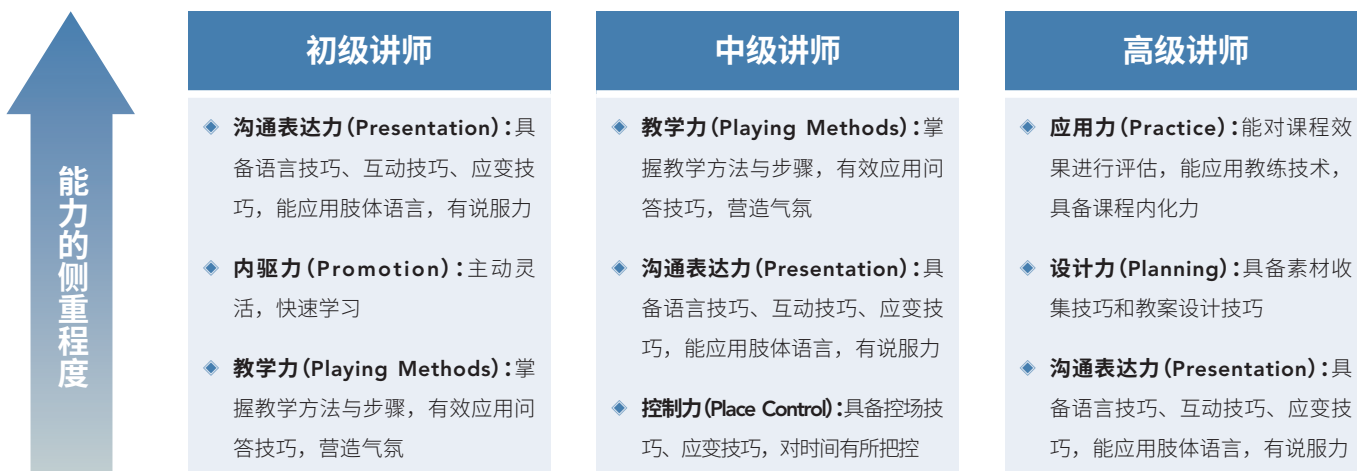 能力的侧重程度
初级讲师
沟通表达力(Presentation)：具
备语言技巧、互动技巧、应变技
巧，能应用肢体语言，有说服力
内驱力(Promotion)：主动灵
活，快速学习
教学力(Playing Methods)：掌
握教学方法与步骤，有效应用问
答技巧，营造气氛
中级讲师
教学力(Playing Methods)：掌
握教学方法与步骤，有效应用问
答技巧，营造气氛
沟通表达力(Presentation)：具
备语言技巧、互动技巧、应变技
巧，能应用肢体语言，有说服力
控制力(Place Control)：具备控场技
巧、应变技巧，对时间有所把控
高级讲师
应用力(Practice)：能对课程效
果进行评估，能应用教练技术，
具备课程内化力
设计力(Planning)：具备素材收
集技巧和教案设计技巧
沟通表达力(Presentation)：具
备语言技巧、互动技巧、应变技
巧，能应用肢体语言，有说服力